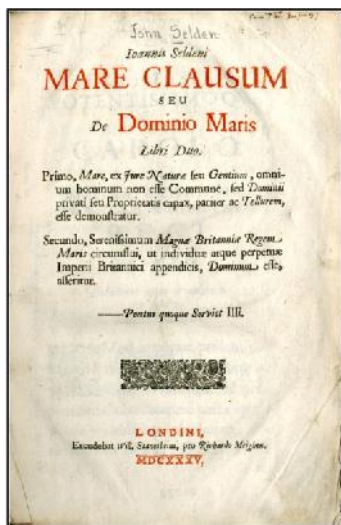 John Selden
Ioannis Seldeni
MARE CLAUSUM
SEU
De Dominio Maris
Libri Duo.
Primo, Mare, ex Jure Naturæ seu Gentium, omni-
um hominum non esse Commune, sed Dominii
privati seu Proprietatis capax, pariter ac Tellurem,
esse demonstratur.
Secundo, Serenissimum Magnæ Britanniæ Regem
Maris circumflui, ut individuæ atque perpetuæ
Imperii Britannici appendicis, Dominum esse,
asseritur.
——Pontus quoque Serviet Illi.
LONDINI,
Excudebat Will. Stanesbeius, pro Richardo Meighen.
MDCXXXV,